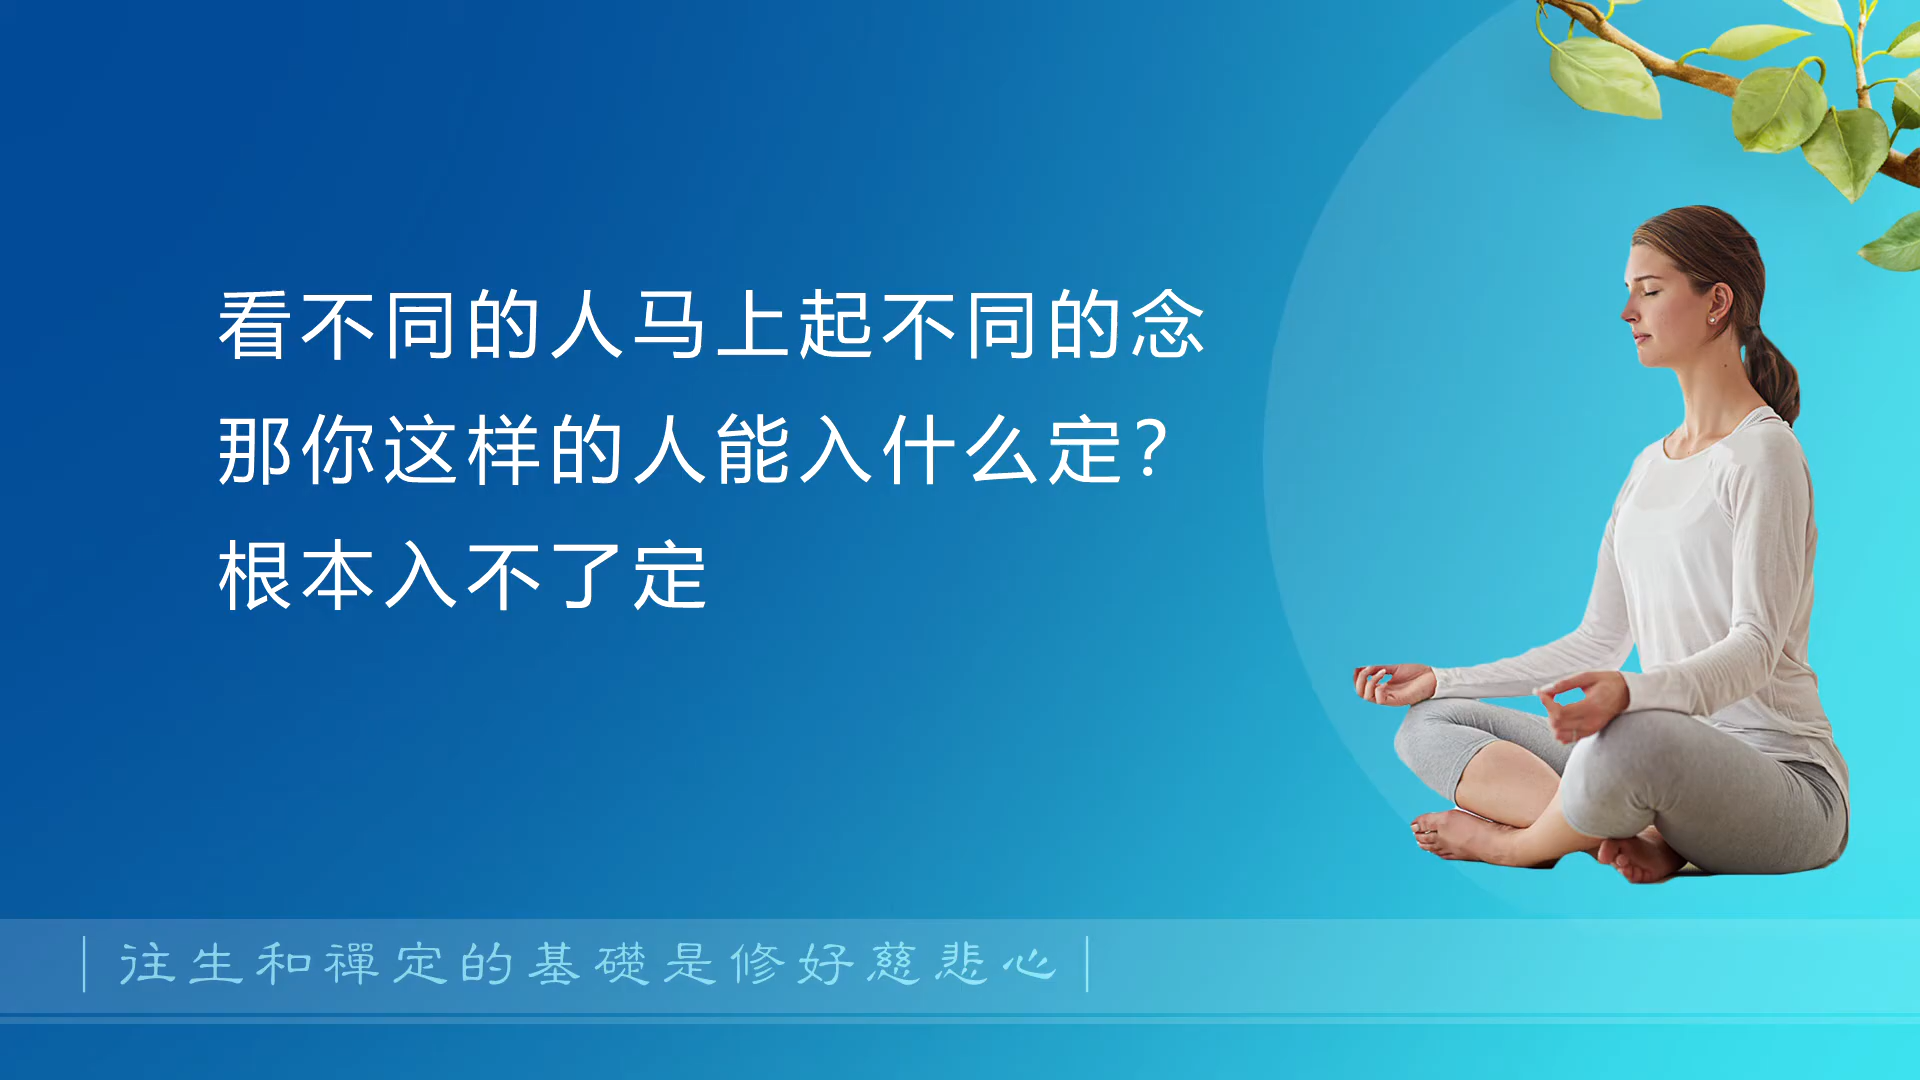 看不同的人马上起不同的念
那你这样的人能入什么定？
根本入不了定
往生和禪定的基礎是修好慈悲心